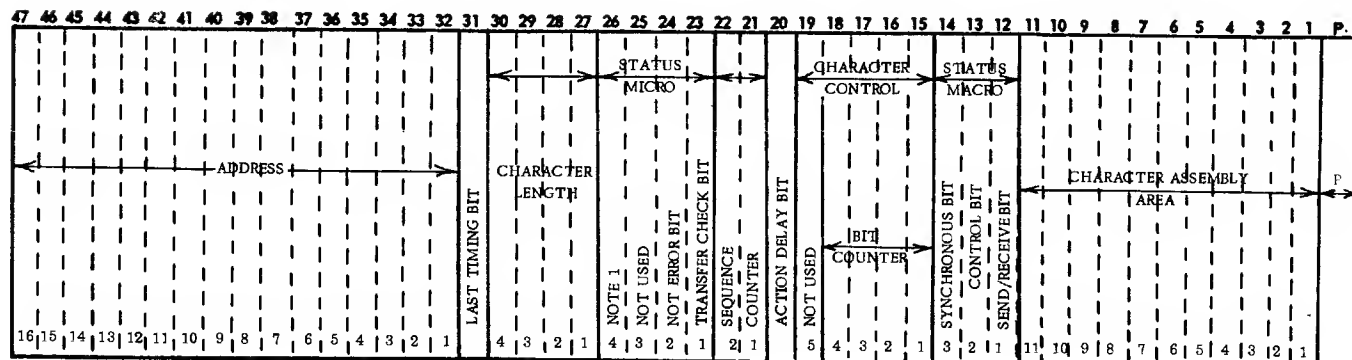 47 46 45 44 43 42 41 40 39 38 37 36 35 34 33 32 31 30 29 28 27 26 25 24 23 22 21 20 19 18 17 16 15 14 13 12 11 10 9 8 7 6 5 4 3 2 1 P.
STATUS
MICRO
CHARACTER
CONTROL
STATUS
MACRO
ADDRESS
CHARACTER
LENGTH
CHARACTER ASSEMBLY
AREA
P
BIT
COUNTER
LAST TIMING BIT
NOTE 1
NOT USED
NOT ERROR BIT
TRANSFER CHECK BIT
SEQUENCE
COUNTER
ACTION DELAY BIT
NOT USED
SYNCHRONOUS BIT
CONTROL BIT
SEND/RECEIVE BIT
16 15 14 13 12 11 10 9 8 7 6 5 4 3 2 1 4 3 2 1 4 3 2 1 2 1 5 4 3 2 1 3 2 1 11 10 9 8 7 6 5 4 3 2 1